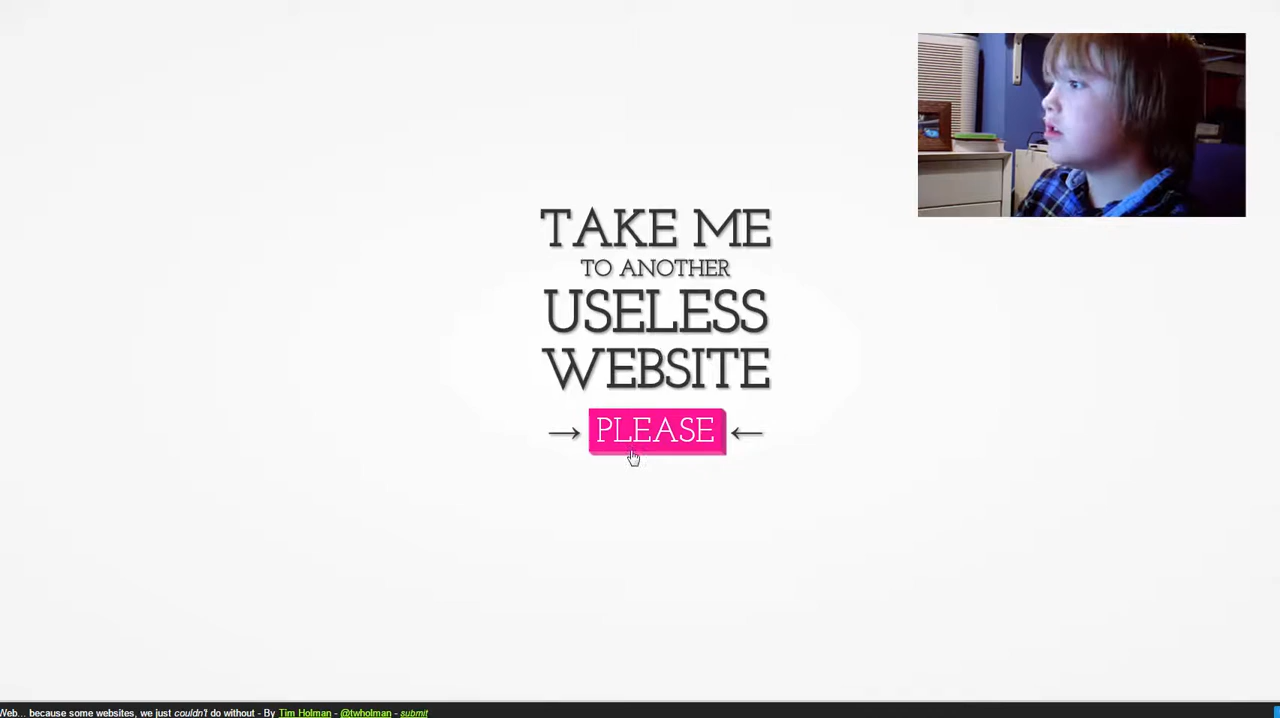 TAKE ME
TO ANOTHER
USELESS
WEBSITE
→ PLEASE ←
Web... because some websites, we just couldn't do without - By Tim Holman - @twholman - submit